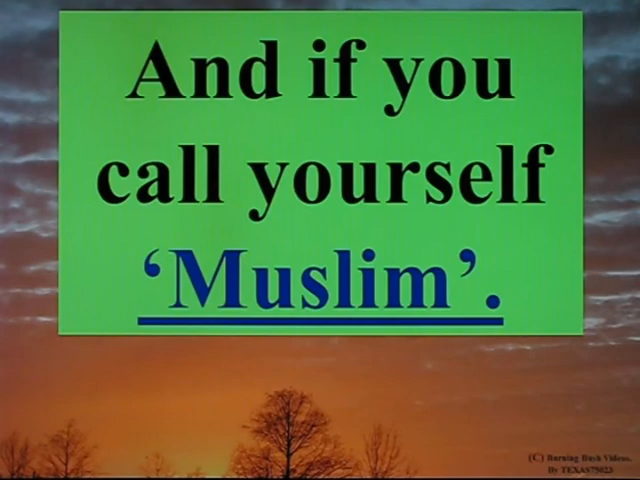 And if you
call yourself
‘Muslim’.
(C) Burning Bush Videos.
By TEXAS75023